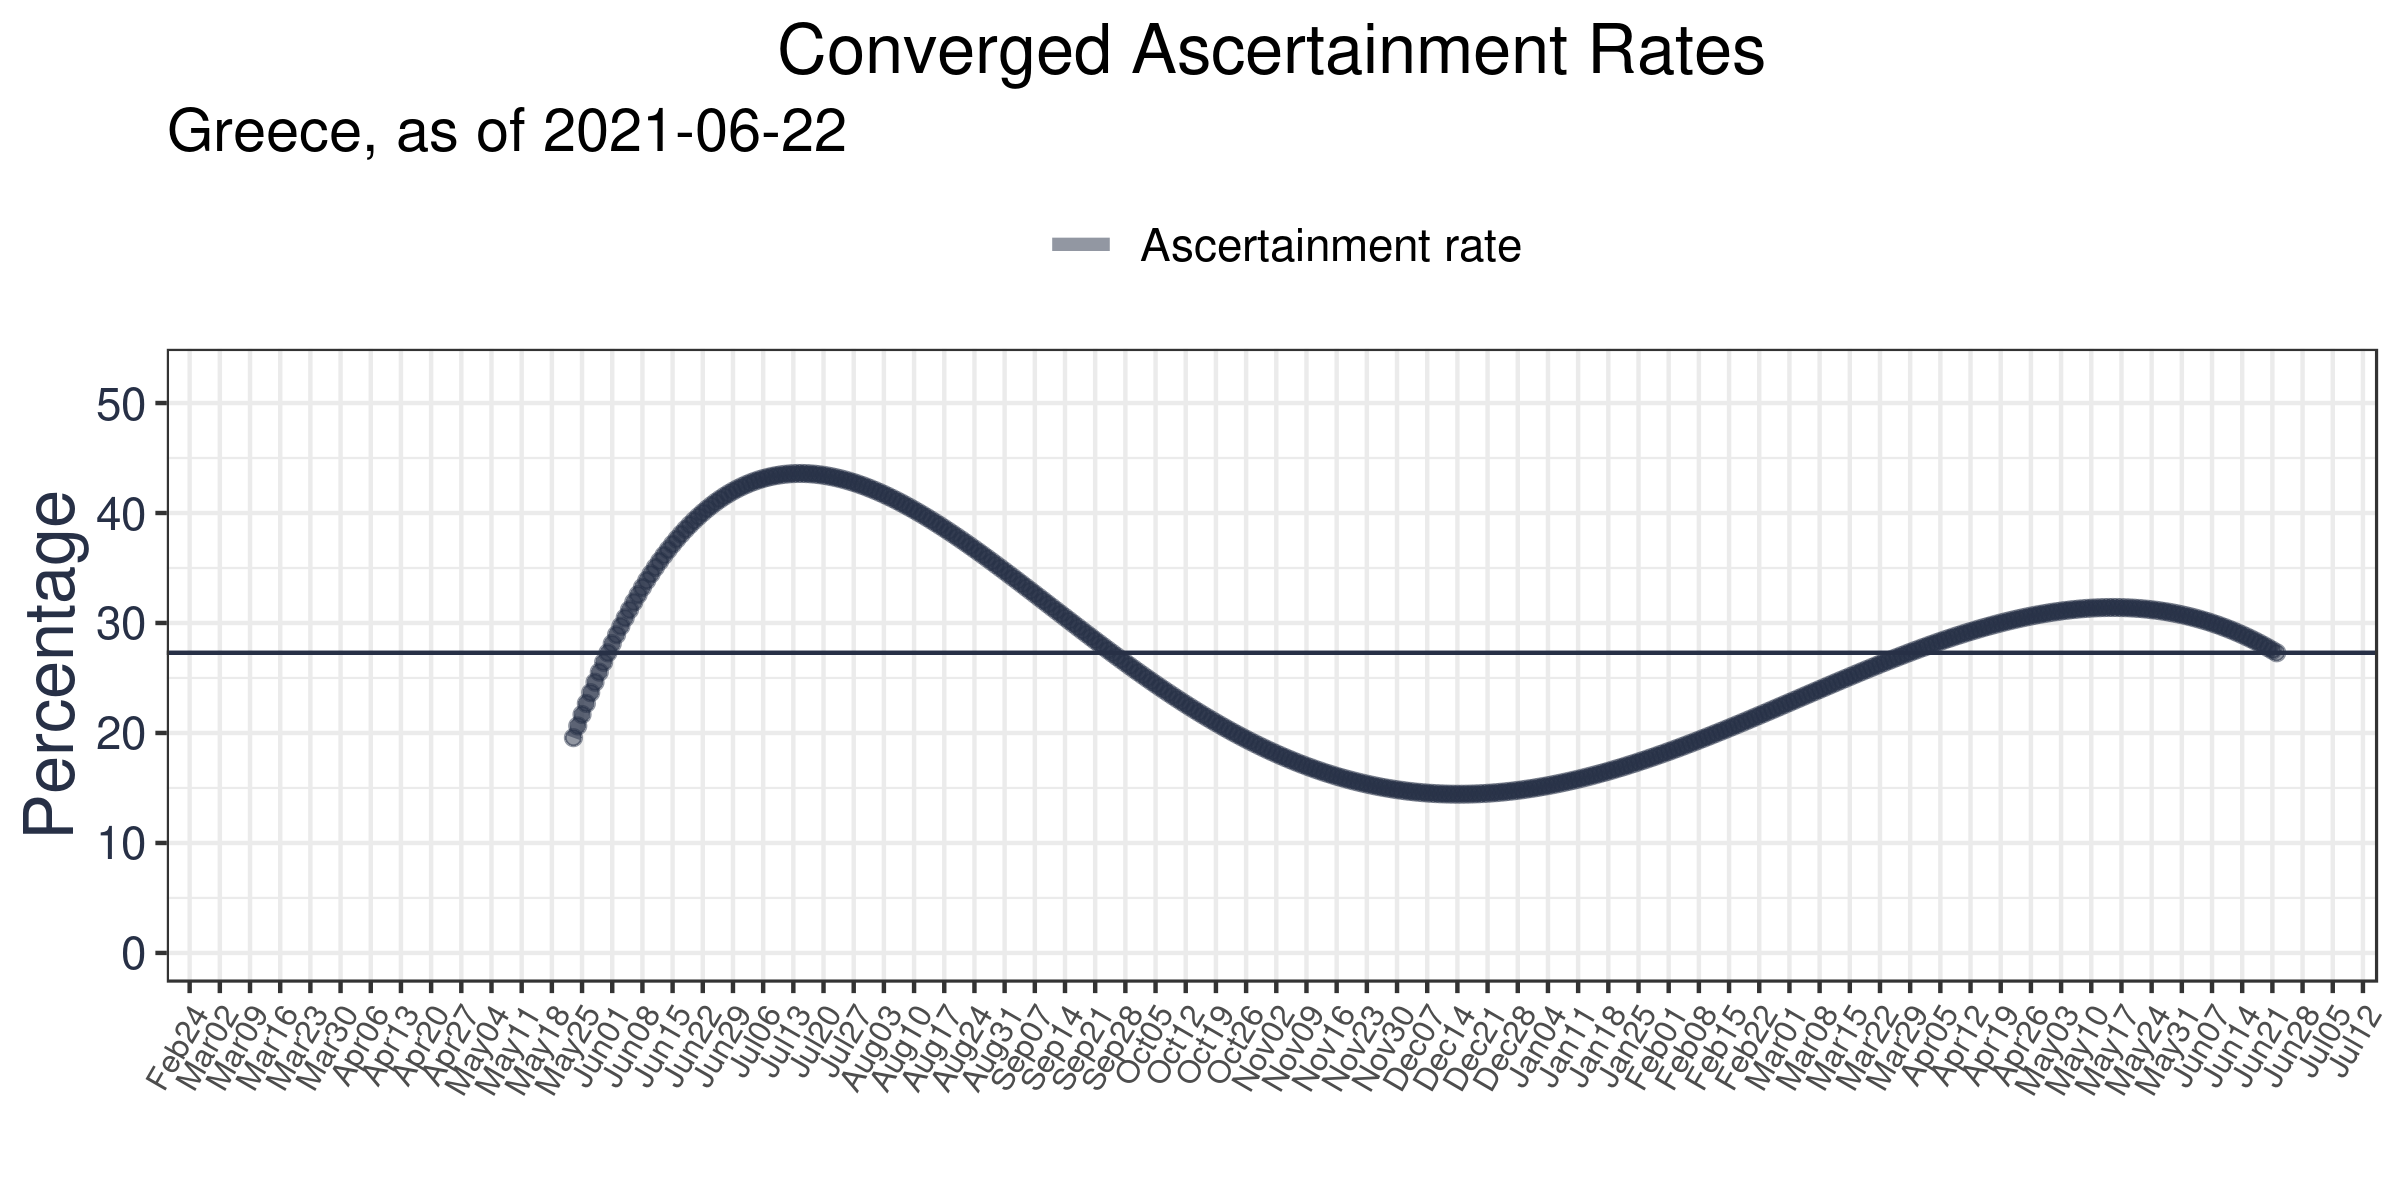 Converged Ascertainment Rates
Greece, as of 2021-06-22
Ascertainment rate
Percentage
50
40
30
20
10
0
Feb24
Mar02
Mar09
Mar16
Mar23
Mar30
Apr06
Apr13
Apr20
Apr27
May04
May11
May18
May25
Jun01
Jun08
Jun15
Jun22
Jun29
Jul06
Jul13
Jul20
Jul27
Aug03
Aug10
Aug17
Aug24
Aug31
Sep07
Sep14
Sep21
Sep28
Oct05
Oct12
Oct19
Oct26
Nov02
Nov09
Nov16
Nov23
Nov30
Dec07
Dec14
Dec21
Dec28
Dec04
Jan11
Jan18
Jan25
Feb01
Feb08
Feb15
Feb22
Mar01
Mar08
Mar15
Mar22
Mar29
Mar05
Apr12
Apr19
Apr26
Apr03
May10
May17
May24
May31
May07
Jun14
Jun21
Jun28
Jul05
Jul12